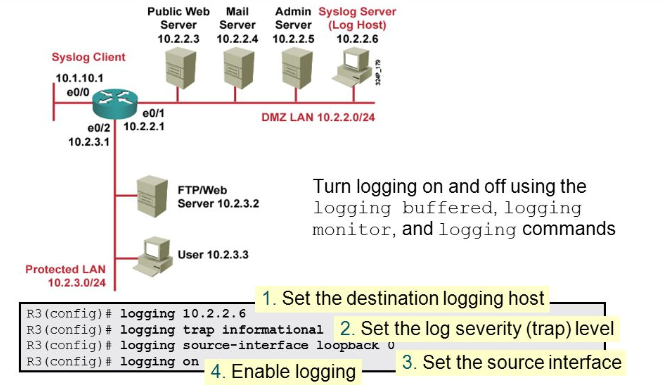 Public Web Server 10.2.2.3
Mail Server 10.2.2.4
Admin Server 10.2.2.5
Syslog Server (Log Host) 10.2.2.6
Syslog Client
10.1.10.1
e0/0
e0/1
10.2.2.1
DMZ LAN 10.2.2.0/24
e0/2
10.2.3.1
FTP/Web
Server 10.2.3.2
User 10.2.3.3
Protected LAN
10.2.3.0/24
Turn logging on and off using the
logging buffered, logging
monitor, and logging commands
1. Set the destination logging host
R3(config)# logging 10.2.2.6
R3(config)# logging trap informational
2. Set the log severity (trap) level
R3(config)# logging source-interface loopback 0
R3(config)# logging on
3. Set the source interface
4. Enable logging